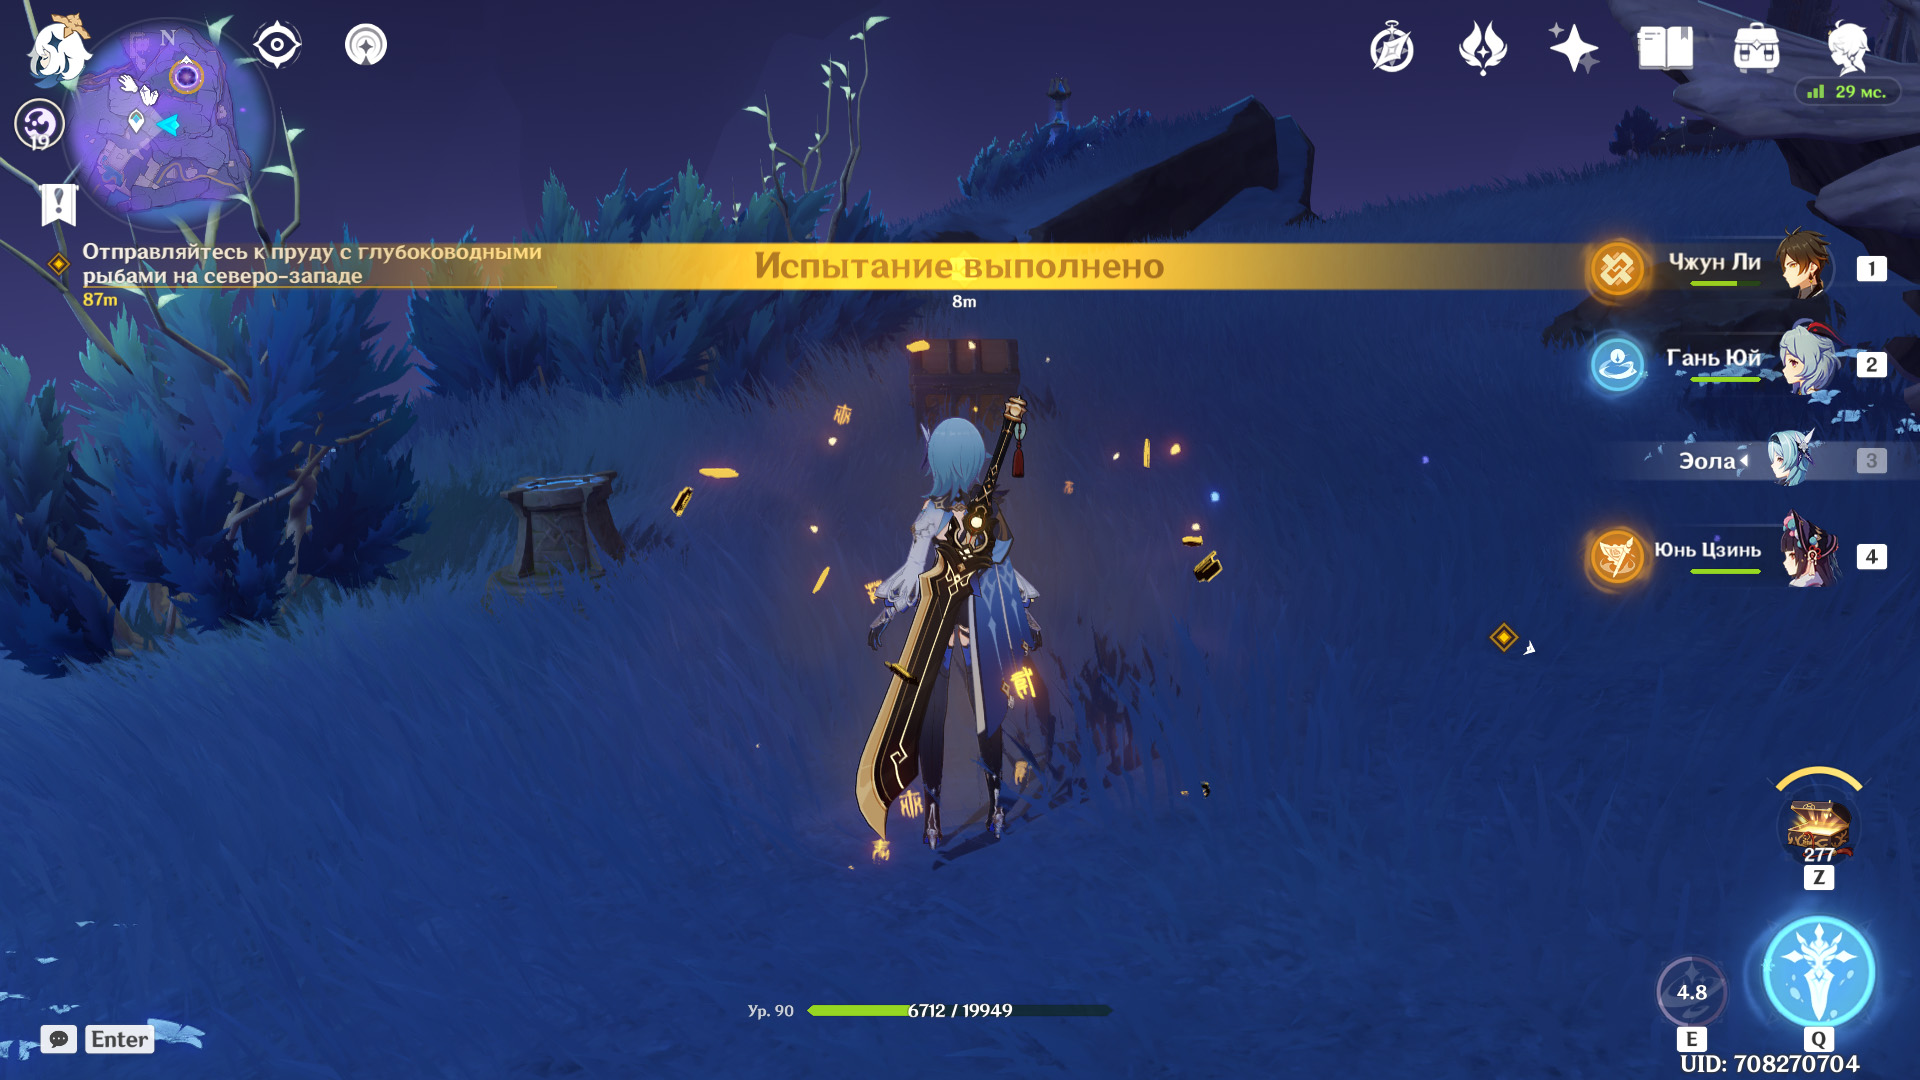 N
29 мс.
19
Отправляйтесь к пруду с глубоководными
рыбами на северо-западе
87m
Испытание выполнено
8m
Чжун Ли
1
Гань Юй
2
Эола
3
Юнь Цзинь
4
277
Z
4.8
E
Q
Ур. 90
6712 / 19949
Enter
UID: 708270704